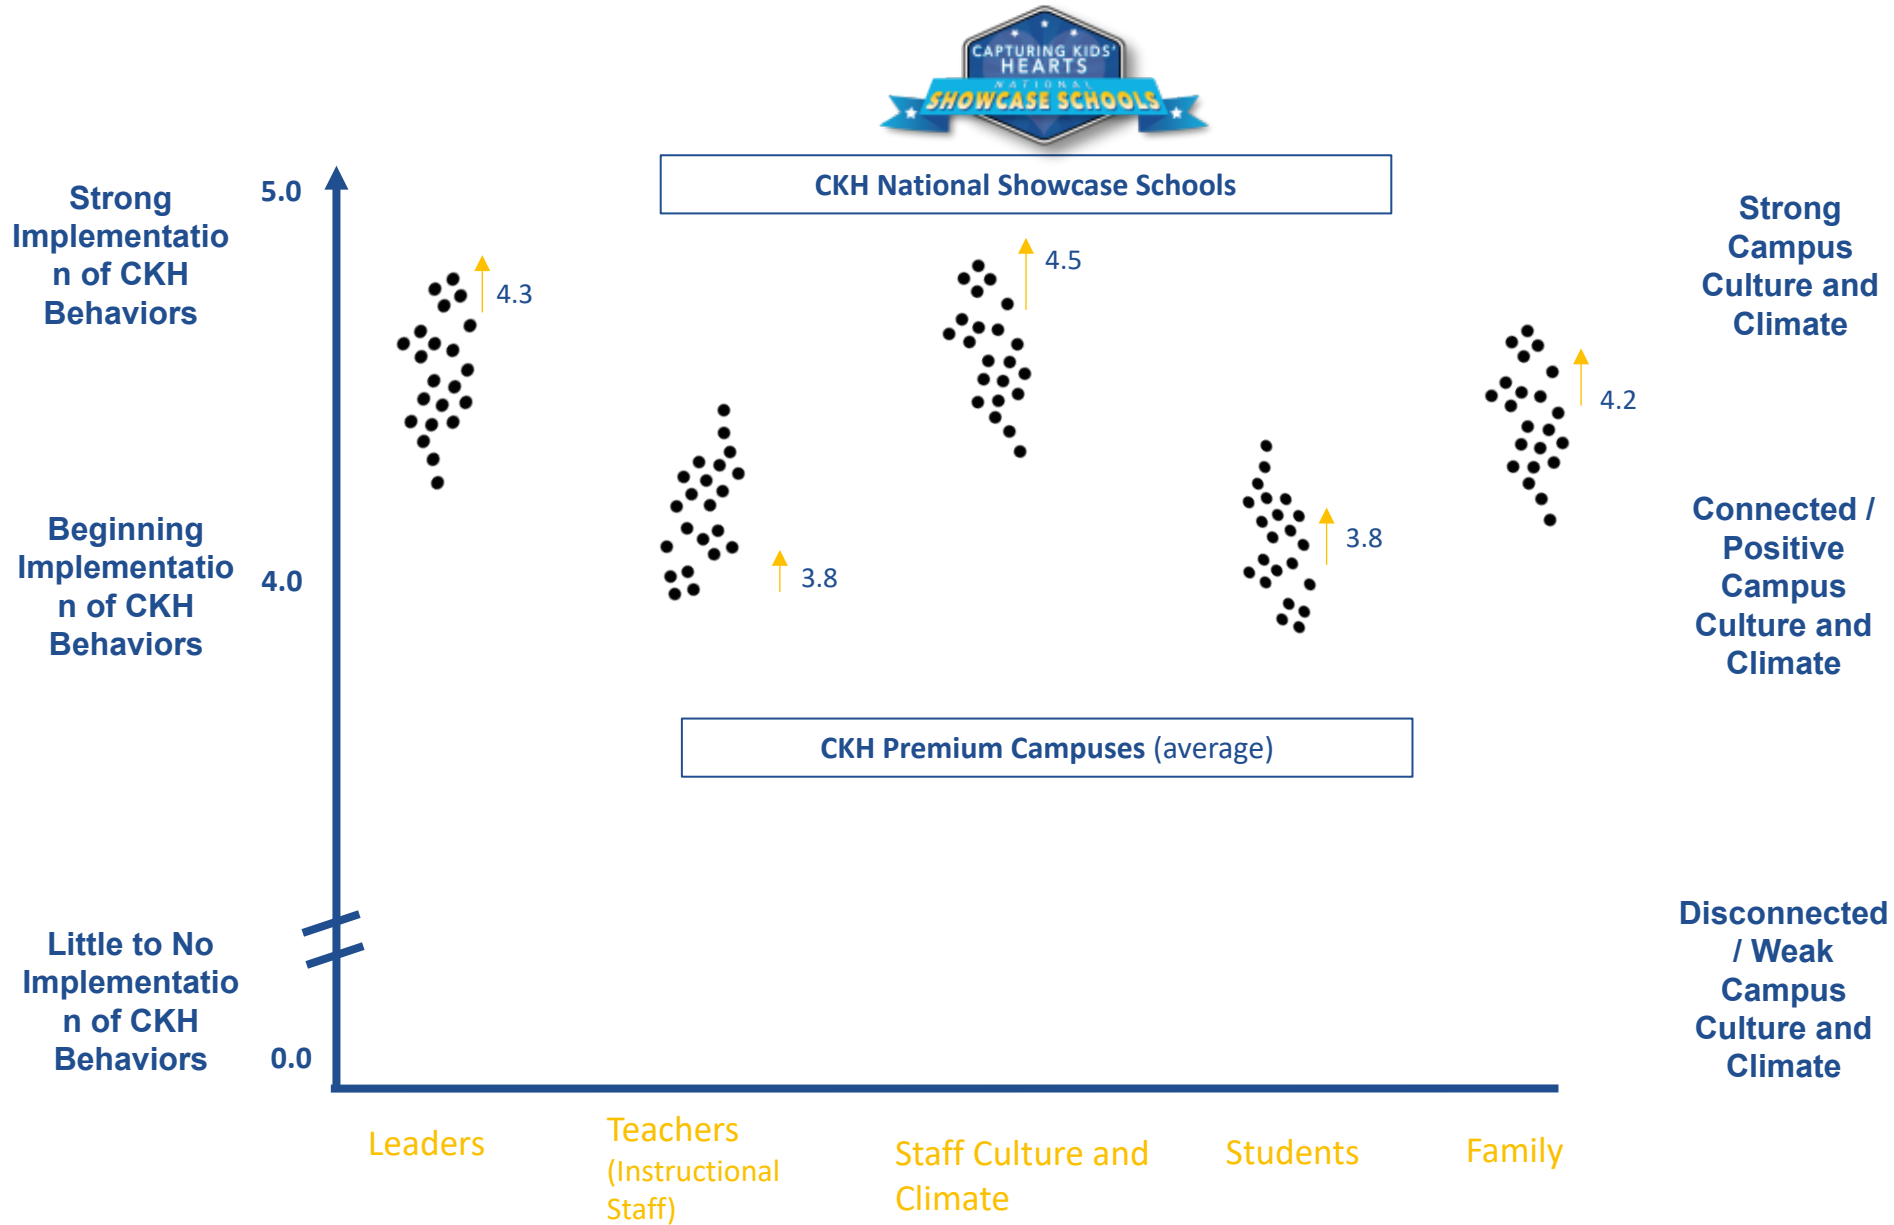 CAPTURING KIDS'
HEARTS
NATIONAL
SHOWCASE SCHOOLS
CKH National Showcase Schools
Strong
Implementatio
n of CKH
Behaviors
5.0
4.3
4.5
4.2
3.8
3.8
Strong
Campus
Culture and
Climate
Beginning
Implementatio
n of CKH
Behaviors
4.0
Connected /
Positive
Campus
Culture and
Climate
CKH Premium Campuses (average)
Little to No
Implementatio
n of CKH
Behaviors
0.0
Disconnected
/ Weak
Campus
Culture and
Climate
Leaders
Teachers
(Instructional
Staff)
Staff Culture and
Climate
Students
Family